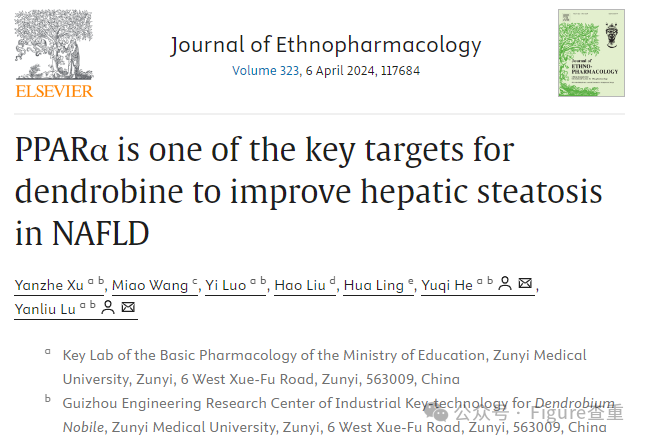 ELSEVIER
Journal of Ethnopharmacology
Volume 323, 6 April 2024, 117684
Journal of
ETHNO-
PHARMACOLOGY
PPARα is one of the key targets for
dendrobine to improve hepatic steatosis
in NAFLD
Yanzhe Xu a b, Miao Wang c, Yi Luo a b, Hao Liu d, Hua Ling e, Yuqi He a b,
Yanliu Lu a b
a Key Lab of the Basic Pharmacology of the Ministry of Education, Zunyi Medical
University, Zunyi, 6 West Xue-Fu Road, Zunyi, 563009, China
b Guizhou Engineering Research Center of Industrial Key-technology for Dendrobium
Nobile, Zunyi Medical University, Zunyi, 6 West Xue-Fu Road, Zunyi, 563009, China
公众号 · Figure查重